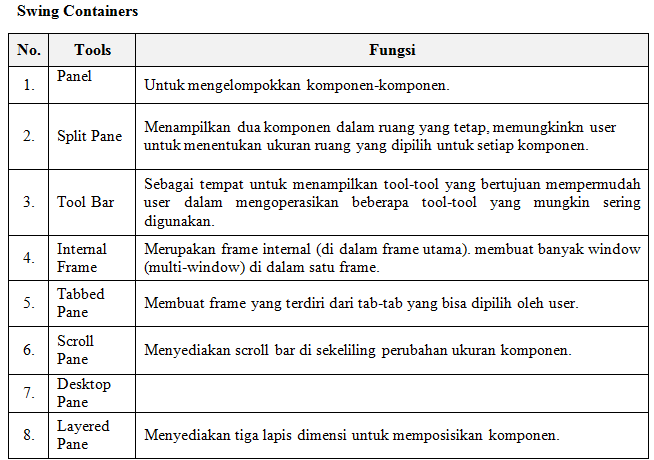 Swing Containers
No. Tools Fungsi
1. Panel Untuk mengelompokkan komponen-komponen.
2. Split Pane Menampilkan dua komponen dalam ruang yang tetap, memungkinkn user
untuk menentukan ukuran ruang yang dipilih untuk setiap komponen.
3. Tool Bar Sebagai tempat untuk menampilkan tool-tool yang bertujuan mempermudah
user dalam mengoperasikan beberapa tool-tool yang mungkin sering
digunakan.
4. Internal Merupakan frame internal (di dalam frame utama). membuat banyak window
Frame (multi-window) di dalam satu frame.
5. Tabbed
Pane Membuat frame yang terdiri dari tab-tab yang bisa dipilih oleh user.
6. Scroll
Pane Menyediakan scroll bar di sekeliling perubahan ukuran komponen.
7. Desktop
Pane
8. Layered
Pane Menyediakan tiga lapis dimensi untuk memposisikan komponen.